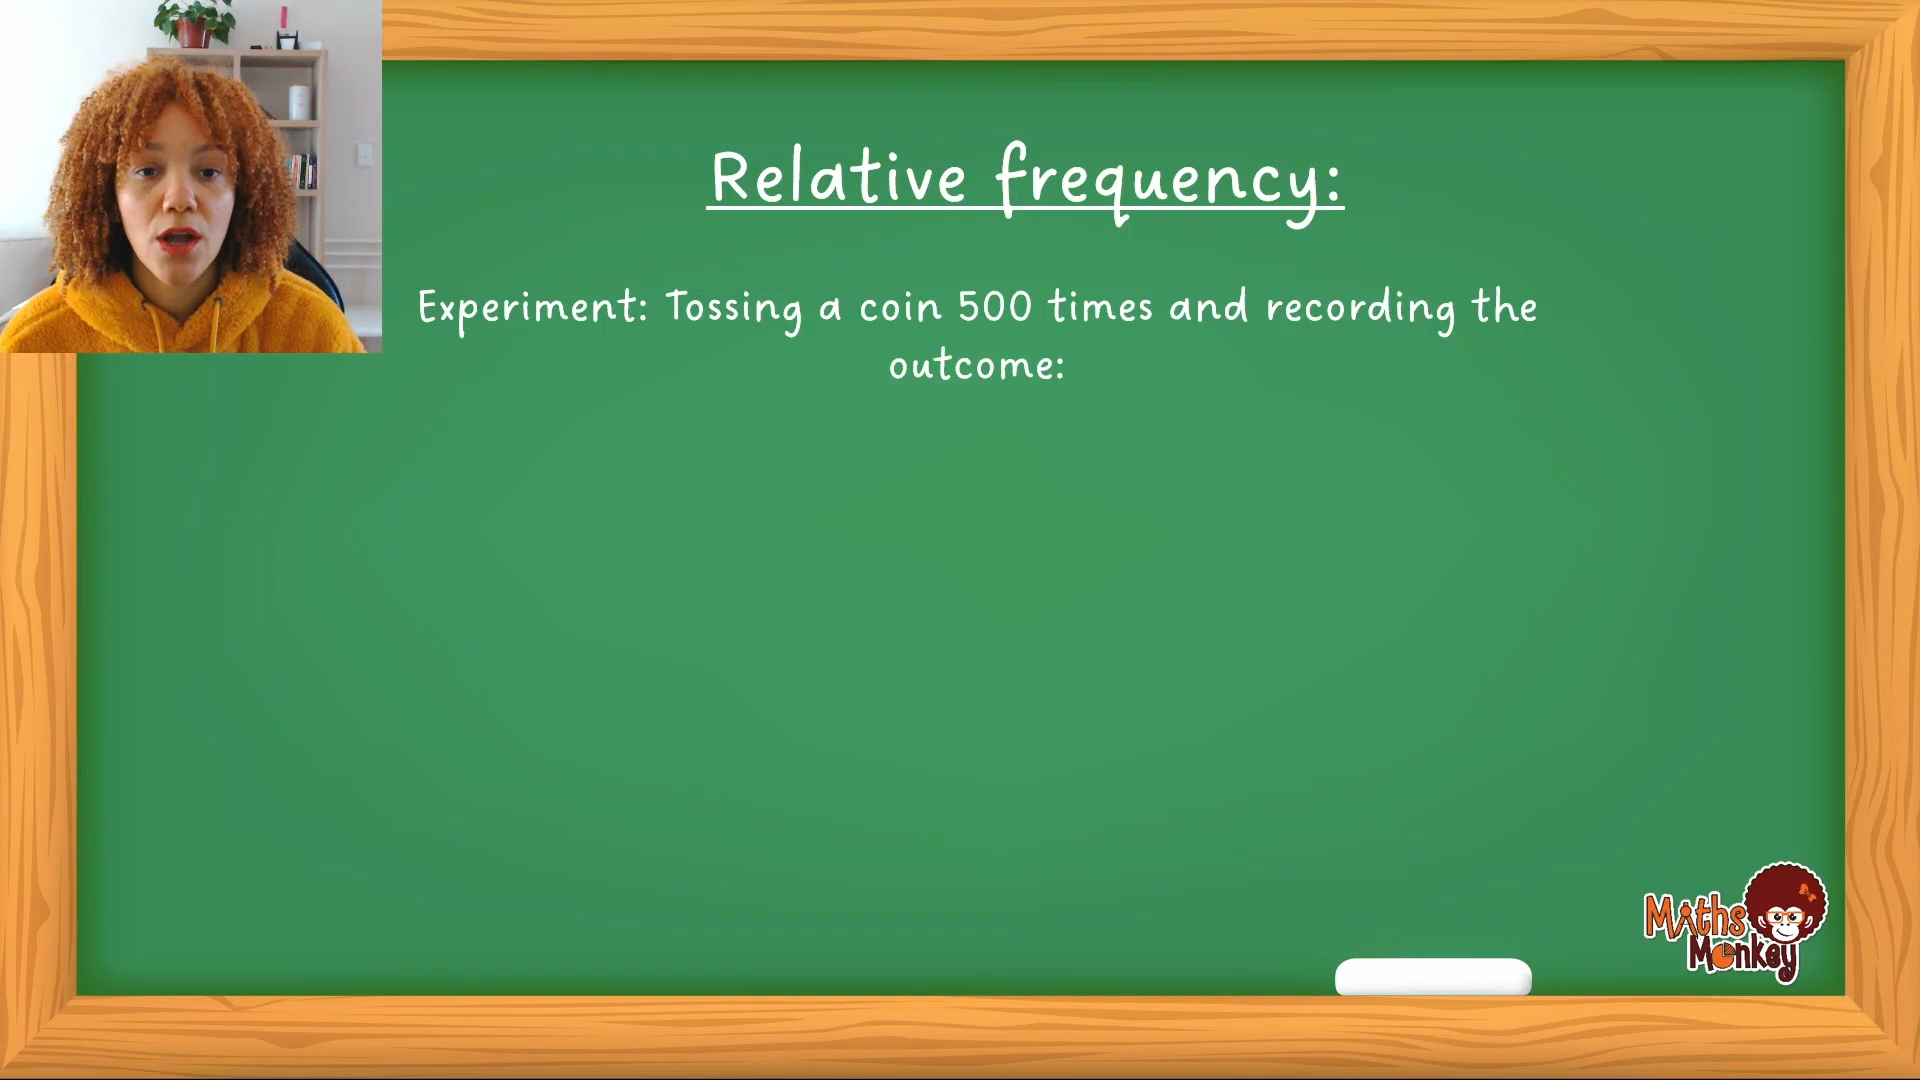 Relative frequency:
Experiment: Tossing a coin 500 times and recording the
outcome:
Maths
Monkey